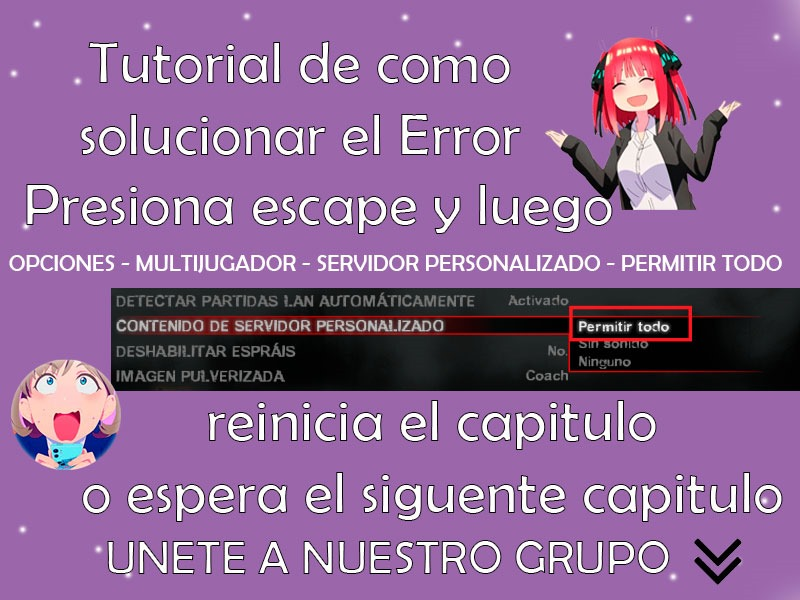 Tutorial de como
solucionar el Error
Presiona escape y luego
OPCIONES - MULTIJUGADOR - SERVIDOR PERSONALIZADO - PERMITIR TODO
DETECTAR PARTIDAS LAN AUTOMÁTICAMENTE Activado
CONTENIDO DE SERVIDOR PERSONALIZADO Permitir todo
Sin sonido
DESHABILITAR ESPRÁIS No.
Ninguno
IMAGEN PULVERIZADA Coach
reinicia el capitulo
o espera el siguente capitulo
UNETE A NUESTRO GRUPO